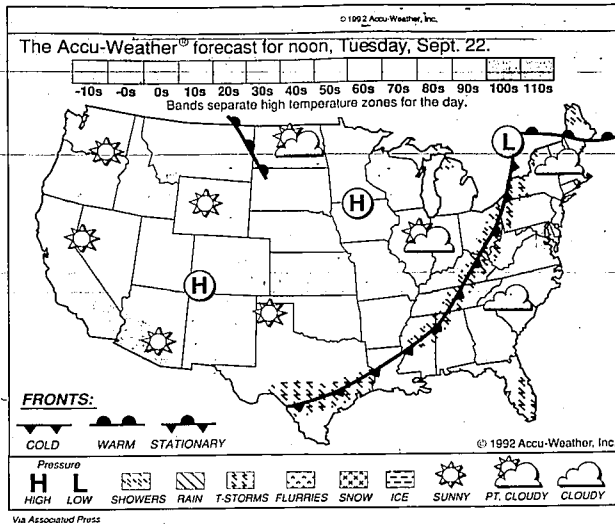 © 1992 Accu-Weather, Inc.
The Accu-Weather® forecast for noon, Tuesday, Sept. 22.
-10s -0s 0s 10s 20s 30s 40s 50s 60s 70s 80s 90s 100s 110s
Bands separate high temperature zones for the day.
L
H
H
FRONTS:
COLD WARM STATIONARY
© 1992 Accu-Weather, Inc
Pressure
H L
HIGH LOW SHOWERS RAIN T-STORMS FLURRIES SNOW ICE SUNNY PT. CLOUDY CLOUDY
Via Associated Press